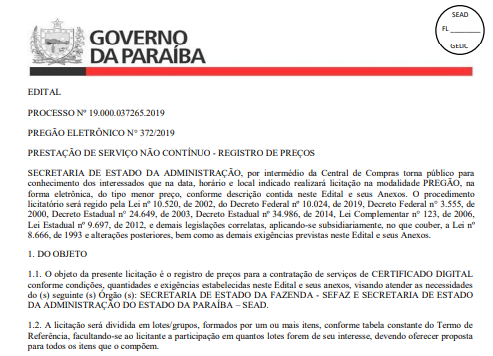 SEAD
FL ______
GELIC
GOVERNO
DA PARAÍBA
EDITAL
PROCESSO Nº 19.000.037265.2019
PREGÃO ELETRÔNICO N° 372/2019
PRESTAÇÃO DE SERVIÇO NÃO CONTÍNUO - REGISTRO DE PREÇOS
SECRETARIA DE ESTADO DA ADMINISTRAÇÃO, por intermédio da Central de Compras torna público para
conhecimento dos interessados que na data, horário e local indicado realizará licitação na modalidade PREGÃO, na
forma eletrônica, do tipo menor preço, conforme descrição contida neste Edital e seus Anexos. O procedimento
licitatório será regido pela Lei nº 10.520, de 2002, do Decreto Federal nº 10.024, de 2019, Decreto Federal n° 3.555, de
2000, Decreto Estadual n° 24.649, de 2003, Decreto Estadual nº 34.986, de 2014, Lei Complementar n° 123, de 2006,
Lei Estadual nº 9.697, de 2012, e demais legislações correlatas, aplicando-se subsidiariamente, no que couber, a Lei nº
8.666, de 1993 e alterações posteriores, bem como as demais exigências previstas neste Edital e seus Anexos.
1. DO OBJETO
1.1. O objeto da presente licitação é o registro de preços para a contratação de serviços de CERTIFICADO DIGITAL
conforme condições, quantidades e exigências estabelecidas neste Edital e seus anexos, visando atender as necessidades
do (s) seguinte (s) Órgão (s): SECRETARIA DE ESTADO DA FAZENDA - SEFAZ E SECRETARIA DE ESTADO
DA ADMINISTRAÇÃO DO ESTADO DA PARAÍBA – SEAD.
1.2. A licitação será dividida em lotes/grupos, formados por um ou mais itens, conforme tabela constante do Termo de
Referência, facultando-se ao licitante a participação em quantos lotes forem de seu interesse, devendo oferecer proposta
para todos os itens que o compõem.